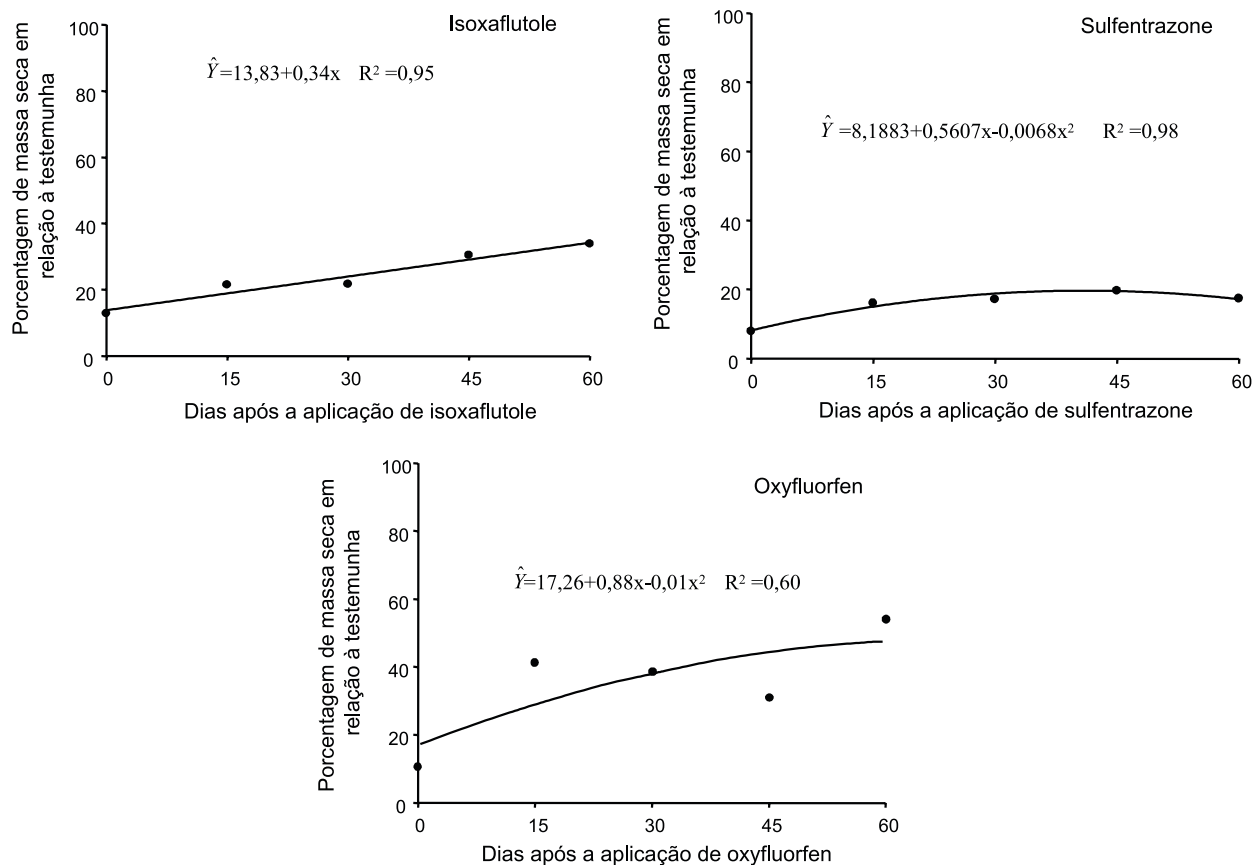 Isoxaflutole
Ŷ=13,83+0,34x R² =0,95
Porcentagem de massa seca em
relação à testemunha
100
80
60
40
20
0
0 15 30 45 60
Dias após a aplicação de isoxaflutole
Sulfentrazone
Ŷ =8,1883+0,5607x-0,0068x² R² =0,98
Porcentagem de massa seca em
relação à testemunha
100
80
60
40
20
0
0 15 30 45 60
Dias após a aplicação de sulfentrazone
Oxyfluorfen
Ŷ=17,26+0,88x-0,01x² R² =0,60
Porcentagem de massa seca em
relação à testemunha
100
80
60
40
20
0
0 15 30 45 60
Dias após a aplicação de oxyfluorfen